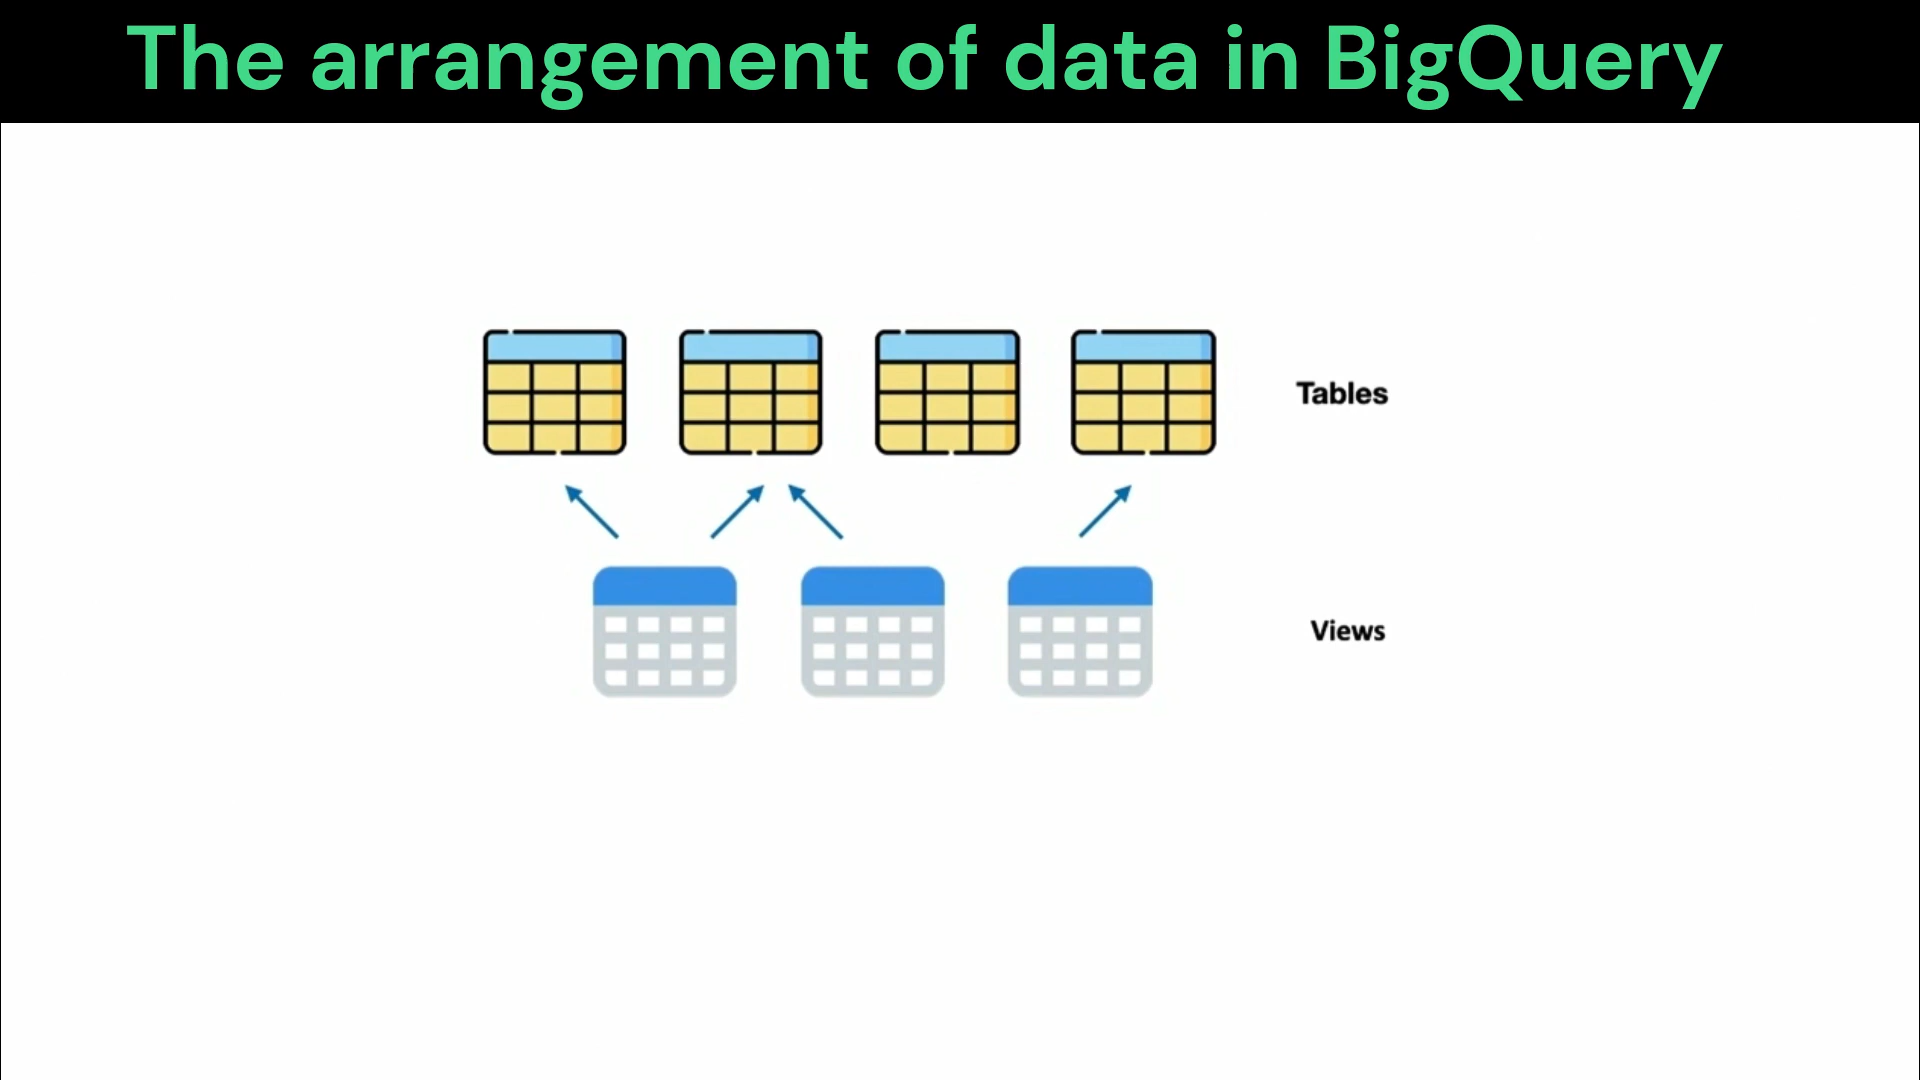 The arrangement of data in BigQuery
Tables
Views